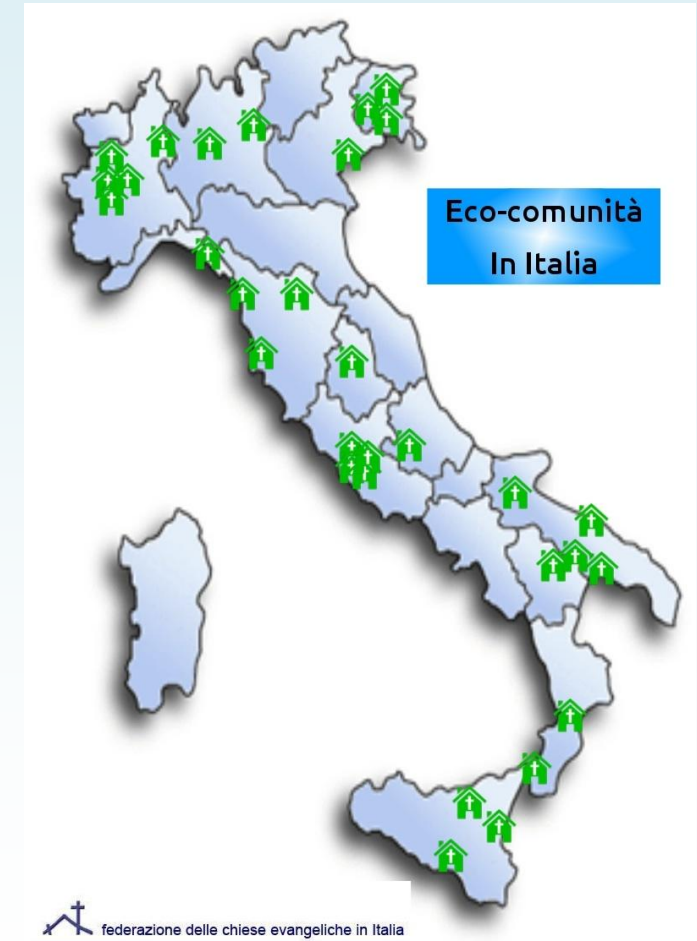 Eco-comunità
In Italia
federazione delle chiese evangeliche in Italia